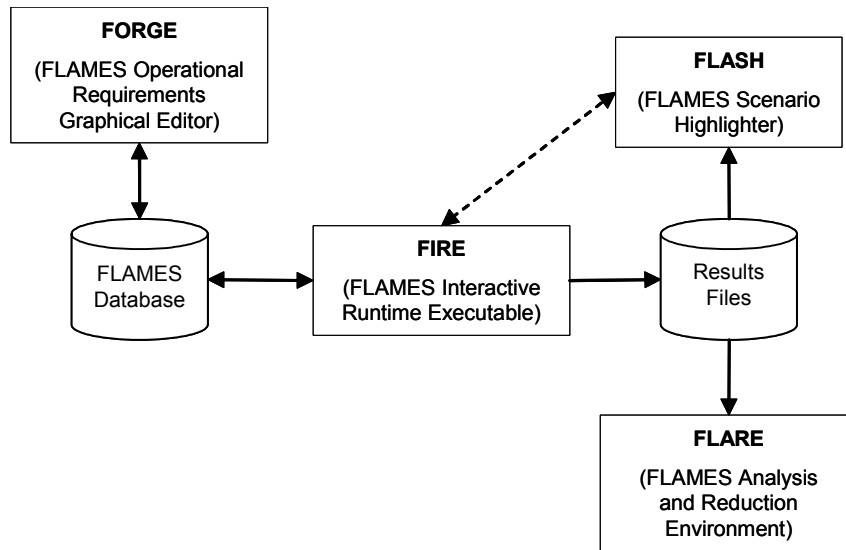 FORGE
(FLAMES Operational
Requirements
Graphical Editor)
FLASH
(FLAMES Scenario
Highlighter)
FLAMES
Database
FIRE
(FLAMES Interactive
Runtime Executable)
Results
Files
FLARE
(FLAMES Analysis
and Reduction
Environment)